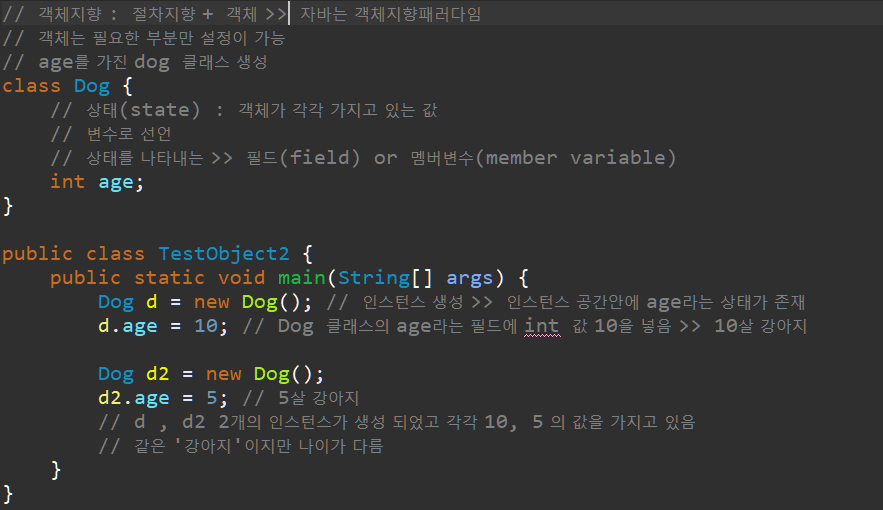 // 객체지향 : 절차지향 + 객체 >> 자바는 객체지향패러다임
// 객체는 필요한 부분만 설정이 가능
// age를 가진 dog 클래스 생성
class Dog {
// 상태(state) : 객체가 각각 가지고 있는 값
// 변수로 선언
// 상태를 나타내는 >> 필드(field) or 멤버변수(member variable)
int age;
}
public class TestObject2 {
public static void main(String[] args) {
Dog d = new Dog(); // 인스턴스 생성 >> 인스턴스 공간안에 age라는 상태가 존재
d.age = 10; // Dog 클래스의 age라는 필드에 int 값 10을 넣음 >> 10살 강아지
Dog d2 = new Dog();
d2.age = 5; // 5살 강아지
// d , d2 2개의 인스턴스가 생성 되었고 각각 10, 5 의 값을 가지고 있음
// 같은 '강아지'이지만 나이가 다름
}
}